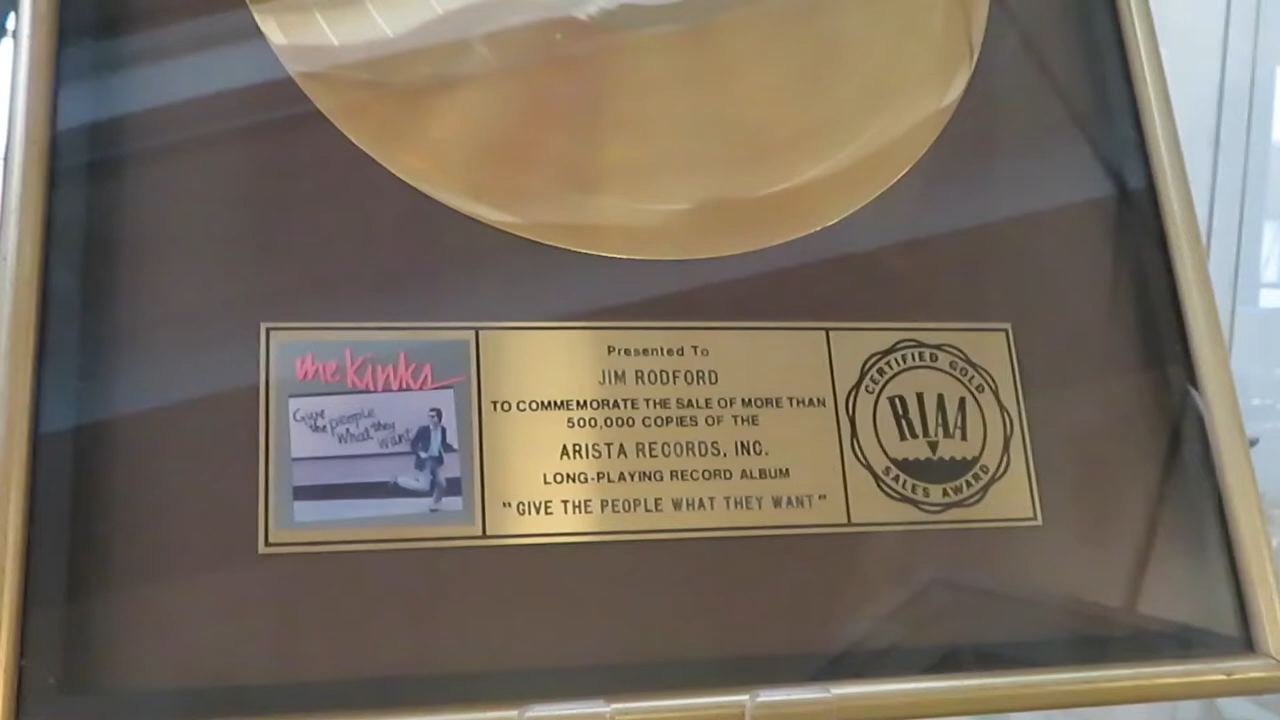 the kinks
Give the people what they want
Presented To
JIM RODFORD
TO COMMEMORATE THE SALE OF MORE THAN
500,000 COPIES OF THE
ARISTA RECORDS, INC.
LONG-PLAYING RECORD ALBUM
"GIVE THE PEOPLE WHAT THEY WANT"
CERTIFIED GOLD
RIAA
SALES AWARD